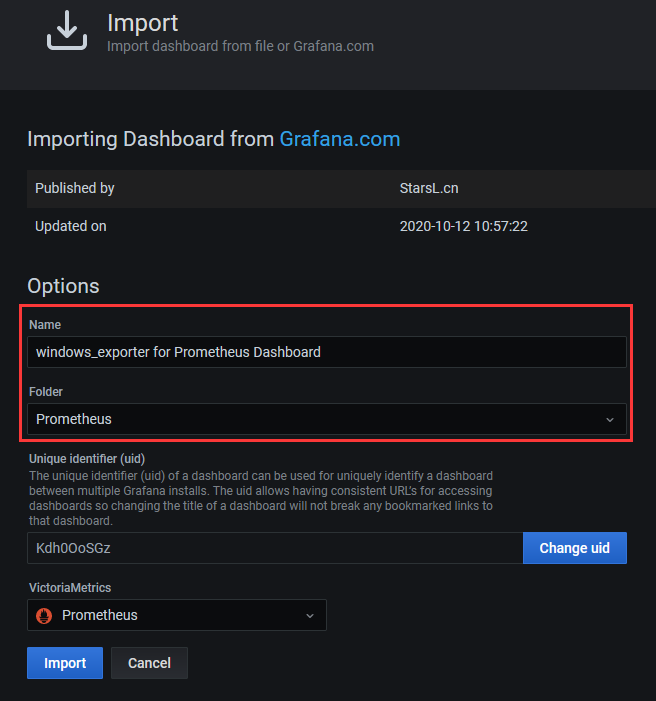 Import
Import dashboard from file or Grafana.com
Importing Dashboard from Grafana.com
Published by StarsL.cn
Updated on 2020-10-12 10:57:22
Options
Name
windows_exporter for Prometheus Dashboard
Folder
Prometheus
Unique identifier (uid)
The unique identifier (uid) of a dashboard can be used for uniquely identify a dashboard
between multiple Grafana installs. The uid allows having consistent URL's for accessing
dashboards so changing the title of a dashboard will not break any bookmarked links to
that dashboard.
Kdh0OoSGz Change uid
VictoriaMetrics
Prometheus
Import Cancel